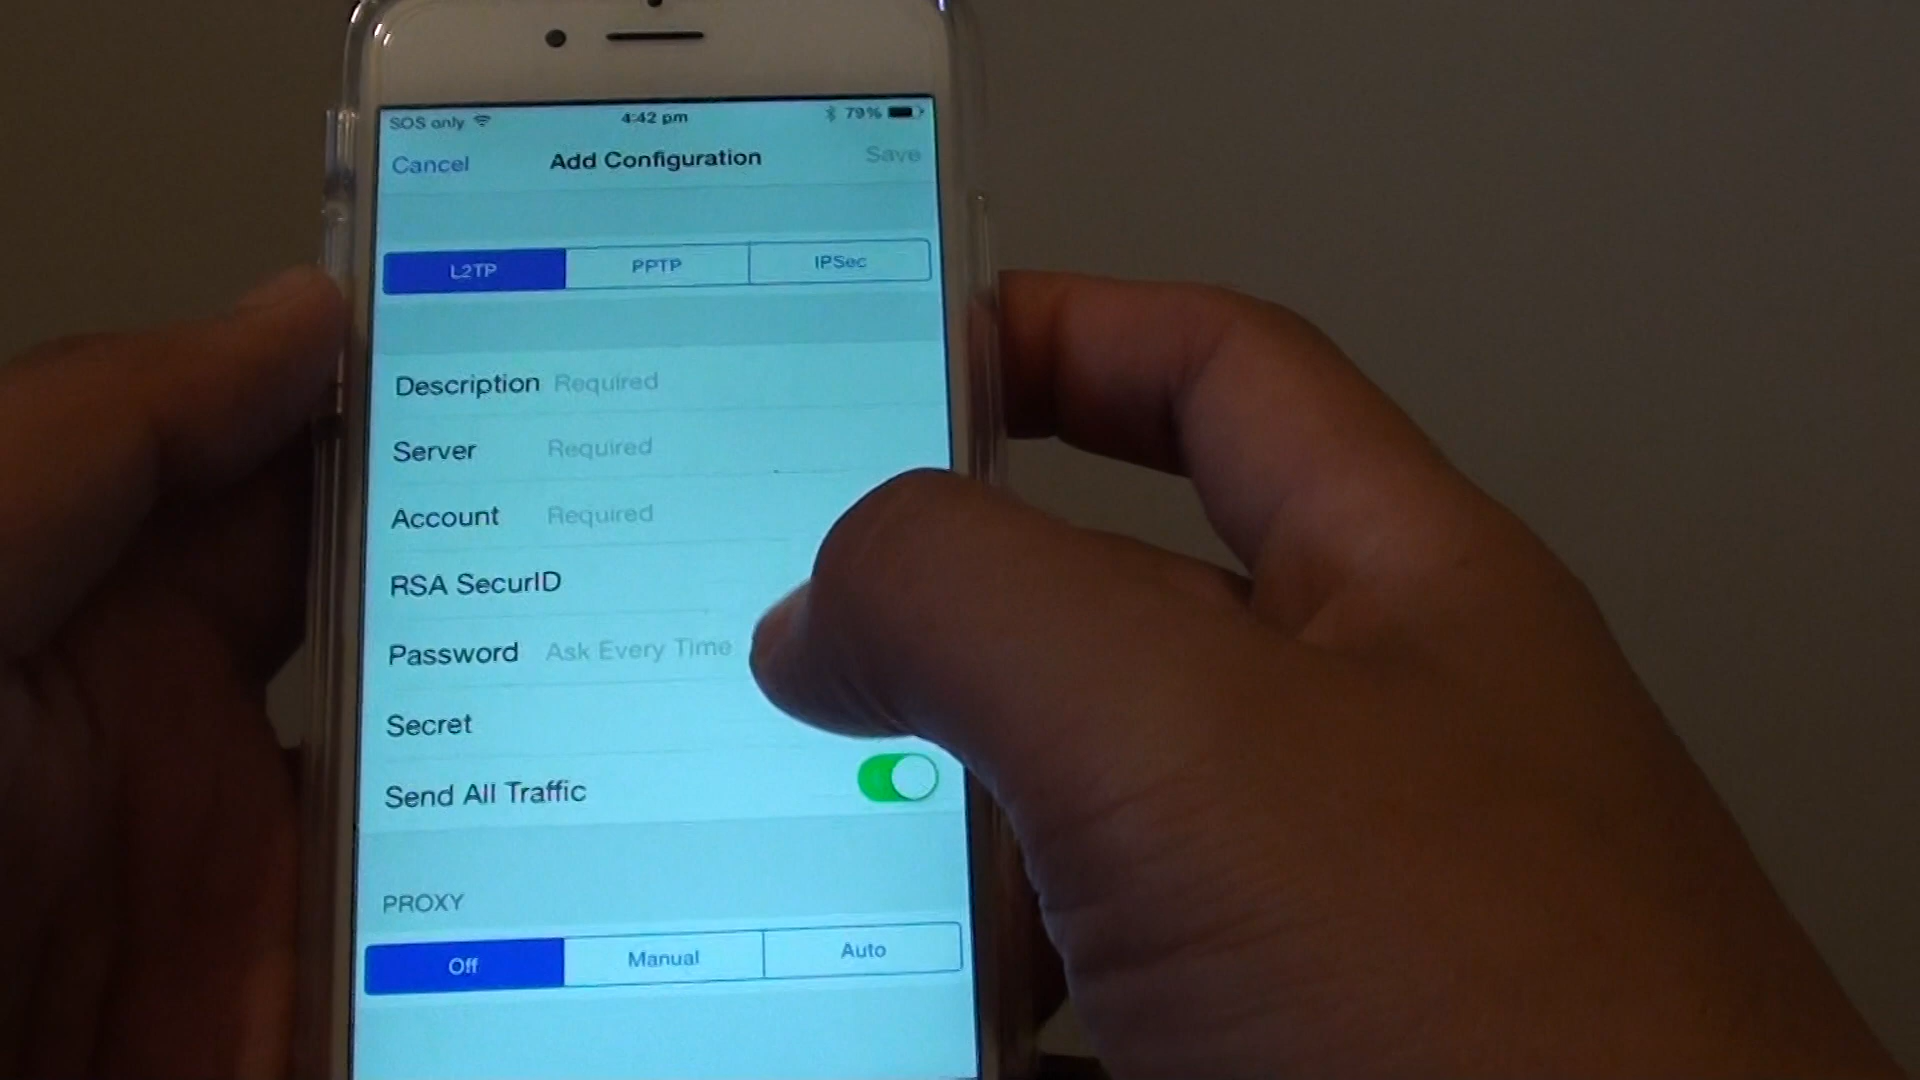 SOS only 4:42 pm 79%
Cancel Add Configuration Save
L2TP PPTP IPSec
Description Required
Server Required
Account Required
RSA SecurID
Password Ask Every Time
Secret
Send All Traffic
PROXY
Off Manual Auto